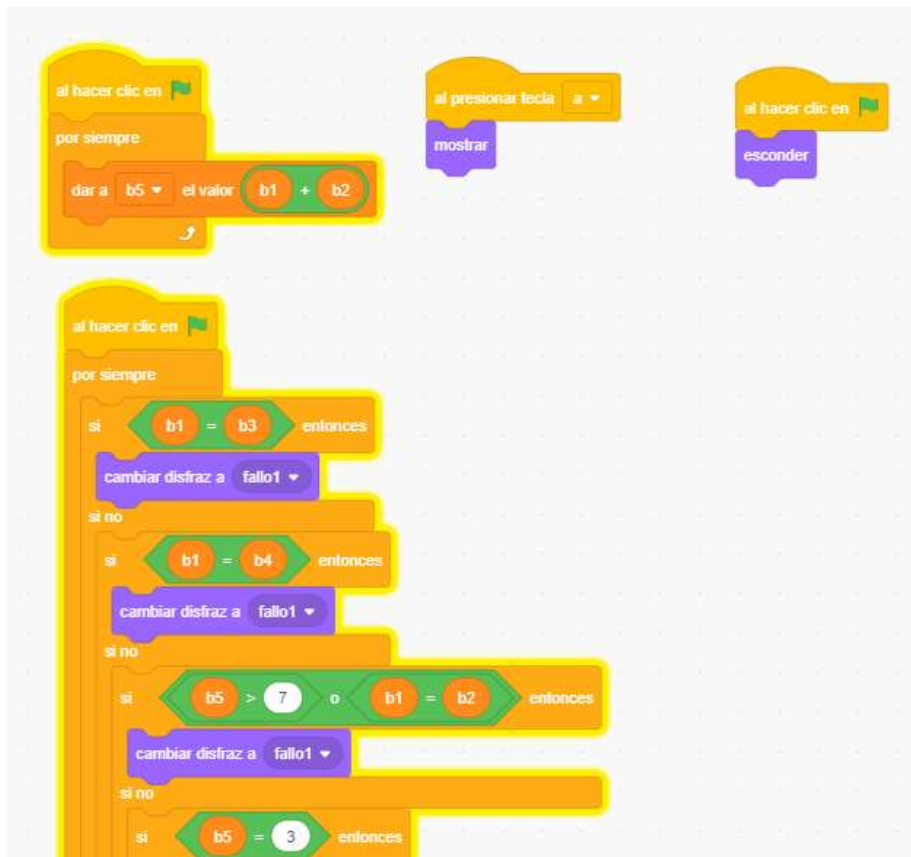 al hacer clic en
por siempre
dar a b5 el valor b1 + b2
al presionar tecla a
mostrar
al hacer clic en
esconder
al hacer clic en
por siempre
si b1 = b3 entonces
cambiar disfraz a fallo1
si no
si b1 = b4 entonces
cambiar disfraz a fallo1
si no
si b5 > 7 o b1 = b2 entonces
cambiar disfraz a fallo1
si no
si b5 = 3 entonces